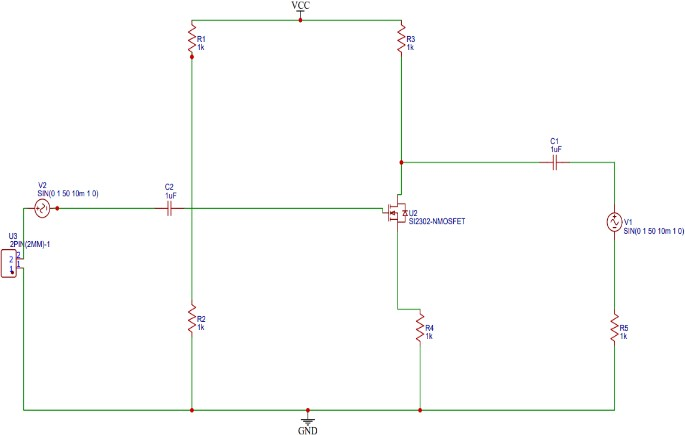 VCC
R1
1k
R3
1k
C1
1uF
V2
SIN(0 1 50 10m 1 0)
C2
1uF
U2
SI2302-NMOSFET
V1
SIN(0 1 50 10m 1 0)
U3
2PIN(2MM)-1
2
2
1
1
R2
1k
R4
1k
R5
1k
GND